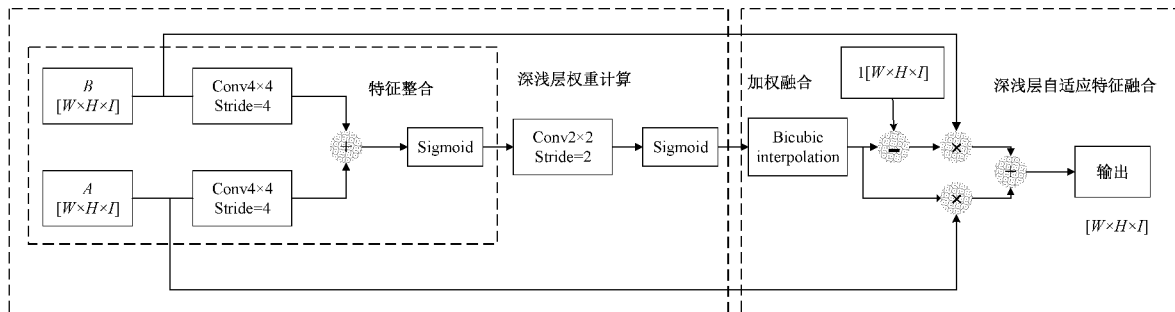 B
[W×H×I]
Conv4×4
Stride=4
特征整合
+
Sigmoid
A
[W×H×I]
Conv4×4
Stride=4
深浅层权重计算
Conv2×2
Stride=2
Sigmoid
加权融合
1[W×H×I]
深浅层自适应特征融合
Bicubic
interpolation
−
×
×
+
输出
[W×H×I]